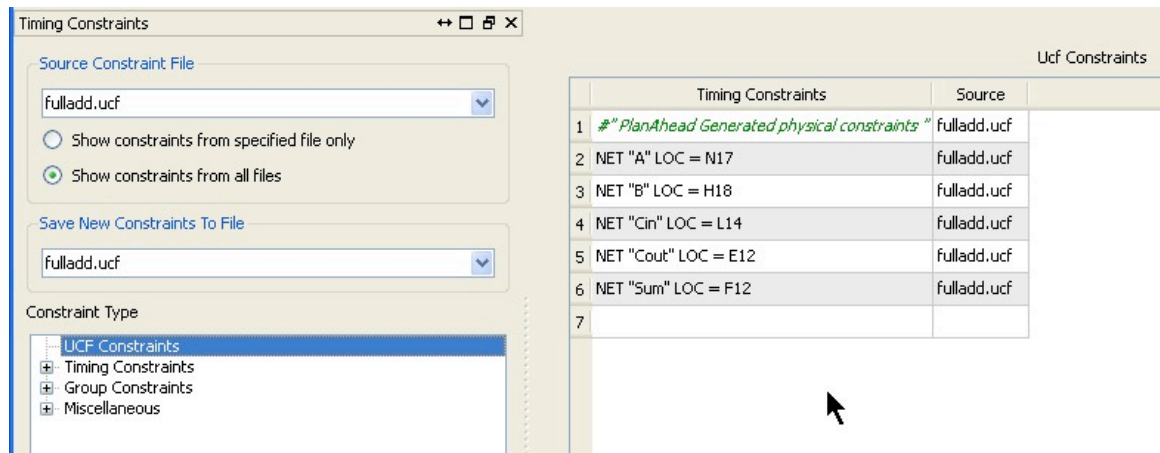 Timing Constraints
Source Constraint File
fulladd.ucf
Show constraints from specified file only
Show constraints from all files
Save New Constraints To File
fulladd.ucf
Constraint Type
UCF Constraints
Timing Constraints
Group Constraints
Miscellaneous
Ucf Constraints
Timing Constraints Source
1 #" PlanAhead Generated physical constraints " fulladd.ucf
2 NET "A" LOC = N17 fulladd.ucf
3 NET "B" LOC = H18 fulladd.ucf
4 NET "Cin" LOC = L14 fulladd.ucf
5 NET "Cout" LOC = E12 fulladd.ucf
6 NET "Sum" LOC = F12 fulladd.ucf
7